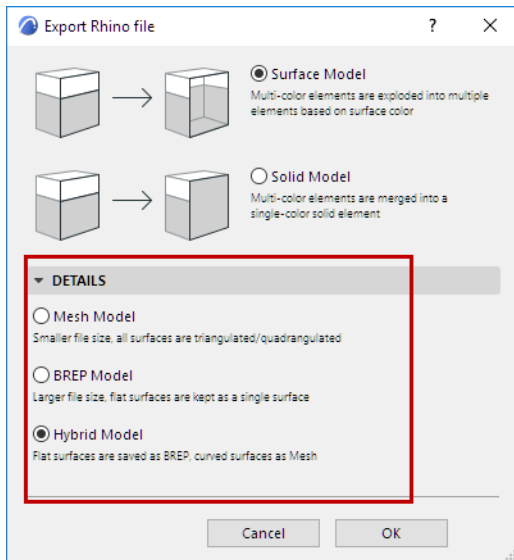 Export Rhino file
?
Surface Model
Multi-color elements are exploded into multiple
elements based on surface color
Solid Model
Multi-color elements are merged into a
single-color solid element
DETAILS
Mesh Model
Smaller file size, all surfaces are triangulated/quadrangulated
BREP Model
Larger file size, flat surfaces are kept as a single surface
Hybrid Model
Flat surfaces are saved as BREP, curved surfaces as Mesh
Cancel
OK